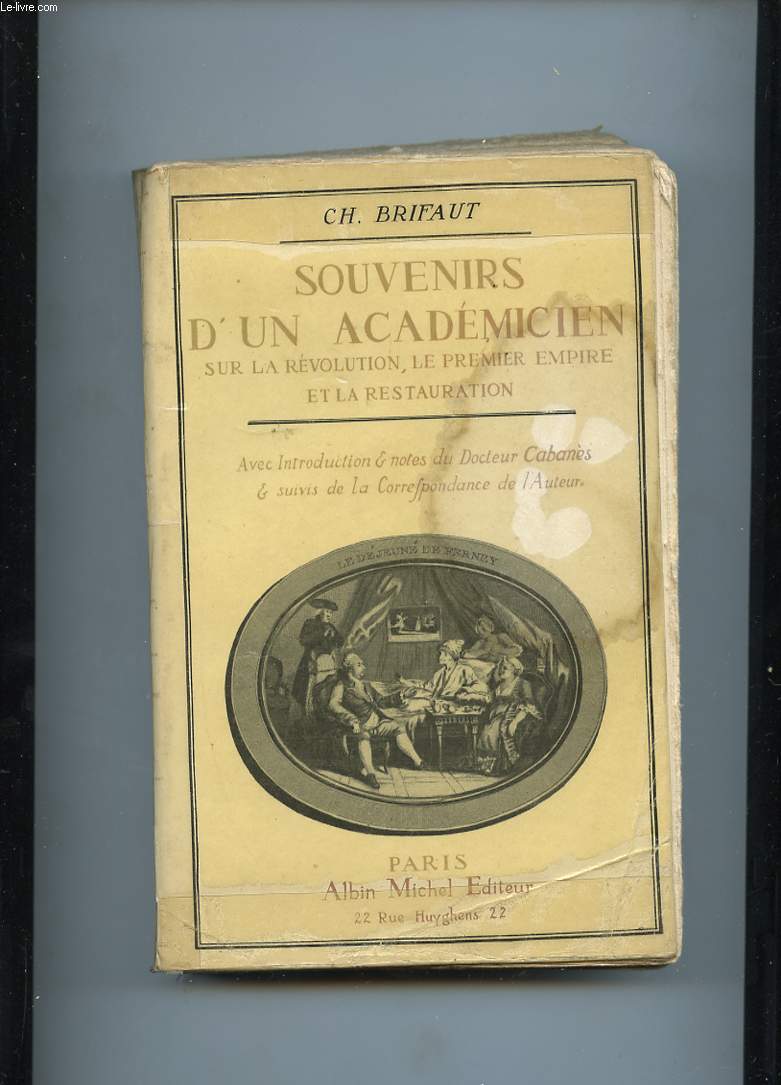 Le-livre.com
CH. BRIFAUT
SOUVENIRS
D'UN ACADÉMICIEN
SUR LA RÉVOLUTION, LE PREMIER EMPIRE
ET LA RESTAURATION
Avec Introduction & notes du Docteur Cabanès
& suivis de la Correſpondance de l'Auteur.
LE DÉJEUNÉ DE FERNEY
PARIS
Albin Michel Editeur
22 Rue Huyghens 22